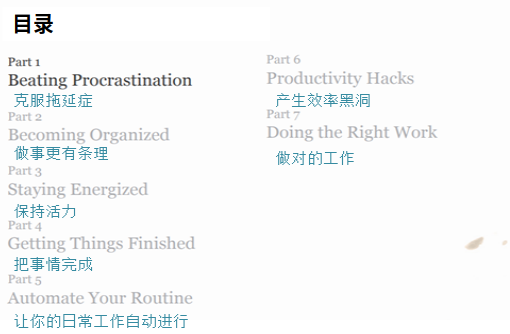 目录
Part 1
Beating Procrastination
克服拖延症
Part 2
Becoming Organized
做事更有条理
Part 3
Staying Energized
保持活力
Part 4
Getting Things Finished
把事情完成
Part 5
Automate Your Routine
让你的日常工作自动进行
Part 6
Productivity Hacks
产生效率黑洞
Part 7
Doing the Right Work
做对的工作